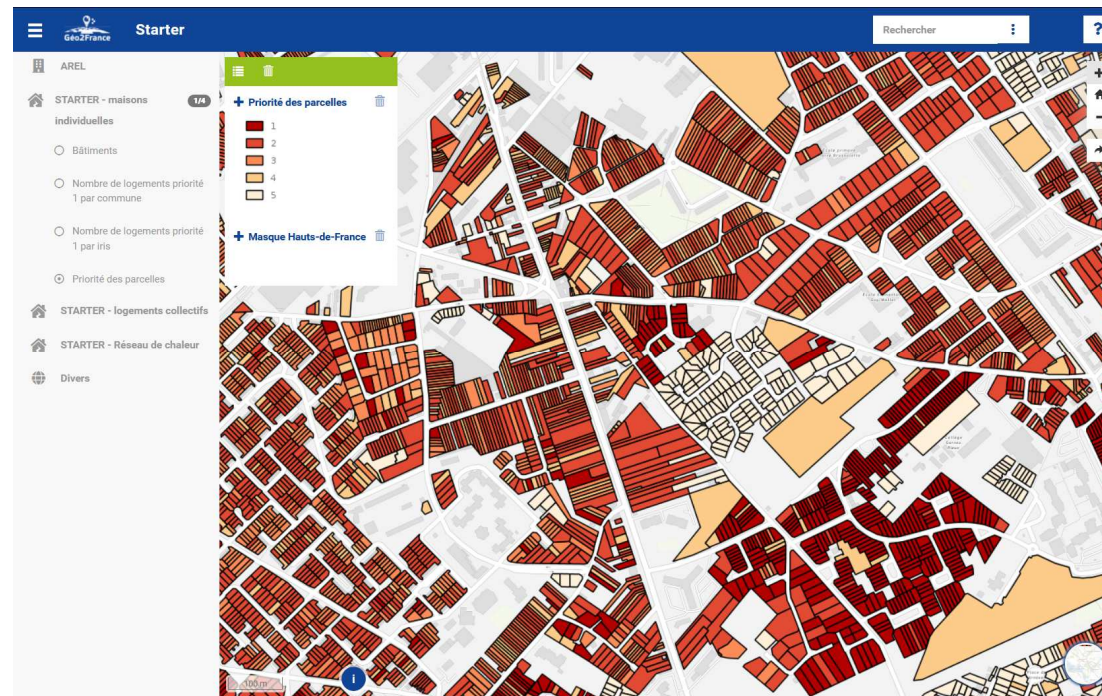 Géo2France
Starter
Rechercher
?
AREL
STARTER - maisons
individuelles
1/4
Bâtiments
Nombre de logements priorité
1 par commune
Nombre de logements priorité
1 par iris
Priorité des parcelles
STARTER - logements collectifs
STARTER - Réseau de chaleur
Divers
Priorité des parcelles
1
2
3
4
5
Masque Hauts-de-France
100 m
i